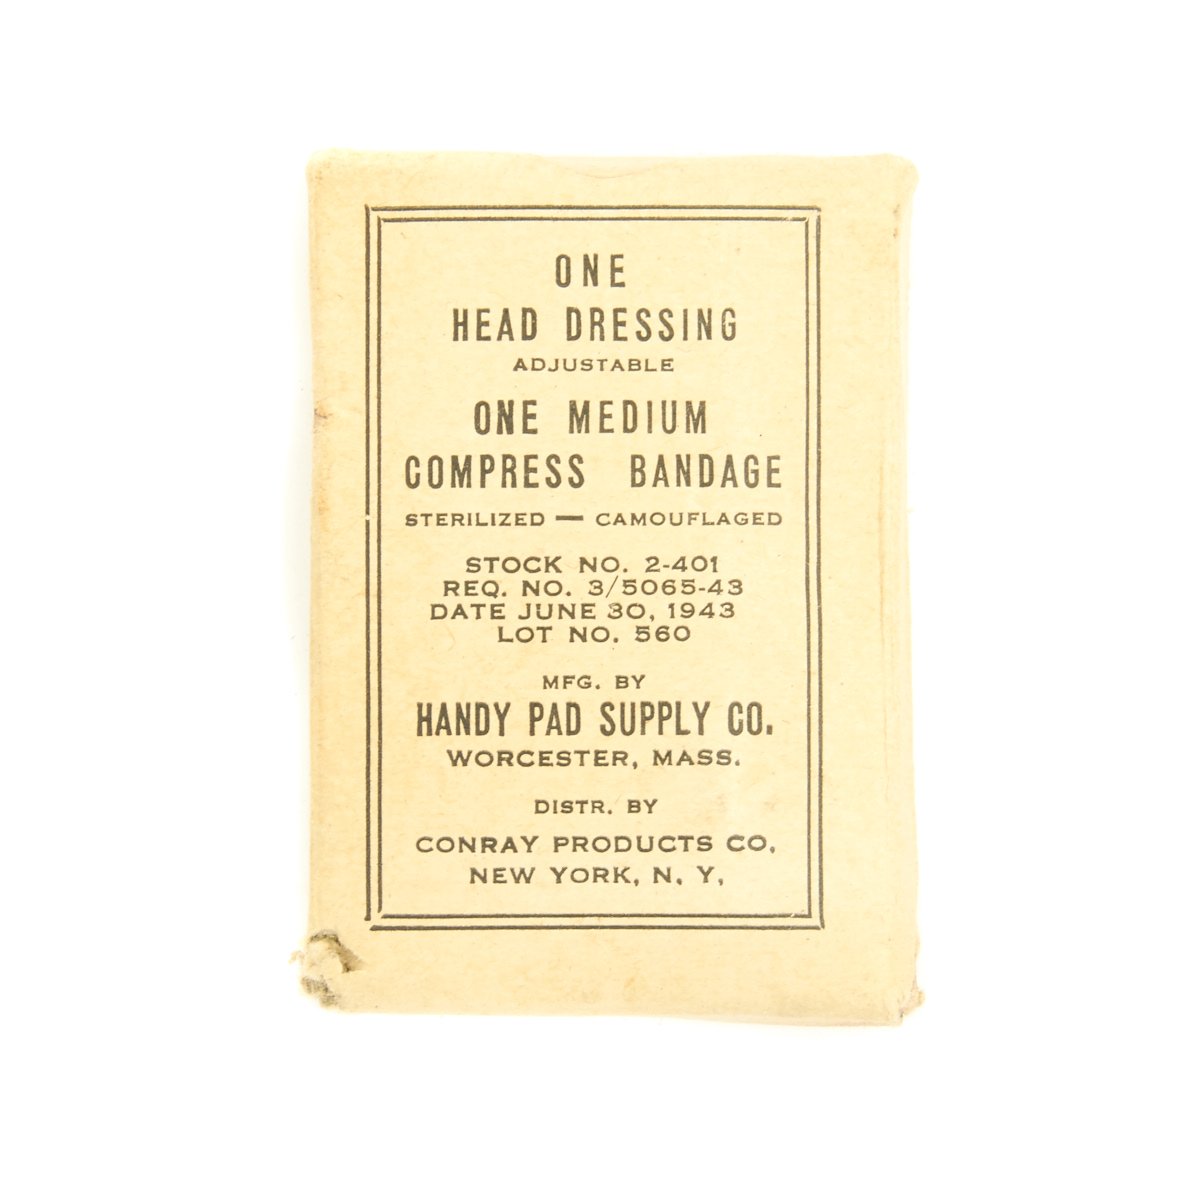 ONE
HEAD DRESSING
ADJUSTABLE
ONE MEDIUM
COMPRESS BANDAGE
STERILIZED — CAMOUFLAGED
STOCK NO. 2-401
REQ. NO. 3/5065-43
DATE JUNE 30, 1943
LOT NO. 560
MFG. BY
HANDY PAD SUPPLY CO.
WORCESTER, MASS.
DISTR. BY
CONRAY PRODUCTS CO,
NEW YORK, N, Y,